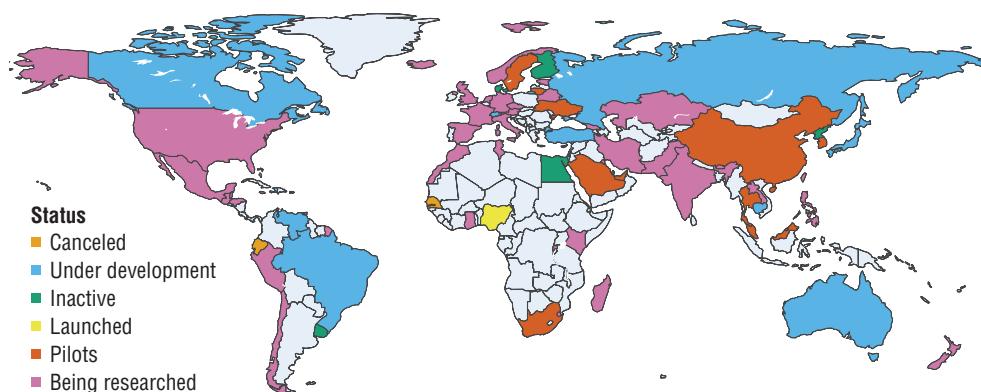 Status
Canceled
Under development
Inactive
Launched
Pilots
Being researched